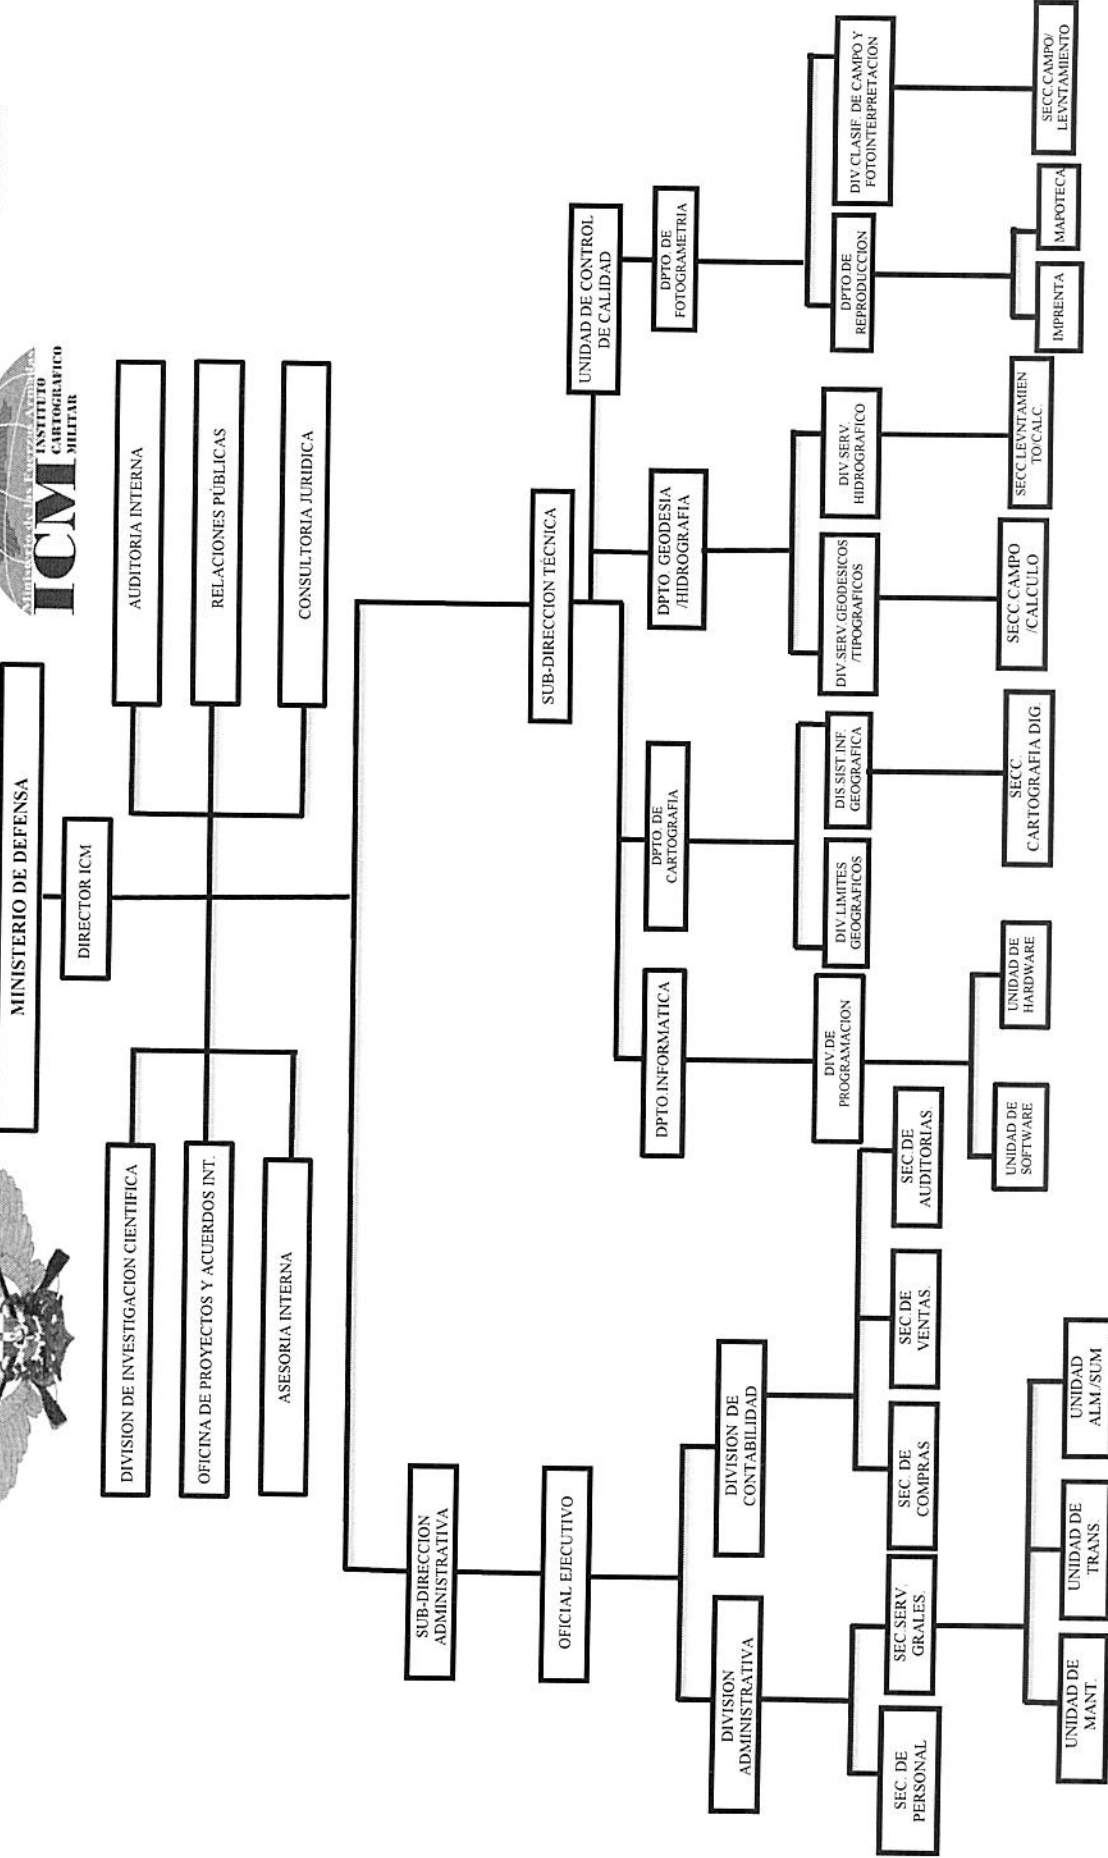 Ministerio de las Fuerzas Armadas
ICM
INSTITUTO
CARTOGRAFICO
MILITAR
MINISTERIO DE DEFENSA
DIRECTOR ICM
DIVISION DE INVESTIGACION CIENTIFICA
OFICINA DE PROYECTOS Y ACUERDOS INT.
ASESORIA INTERNA
AUDITORIA INTERNA
RELACIONES PÚBLICAS
CONSULTORIA JURIDICA
SUB-DIRECCION
ADMINISTRATIVA
OFICIAL EJECUTIVO
DIVISION
ADMINISTRATIVA
DIVISION DE
CONTABILIDAD
SEC. DE
PERSONAL
SEC.SERV.
GRALES.
SEC. DE
COMPRAS
SEC.DE
VENTAS.
SEC.DE
AUDITORIAS.
UNIDAD DE
MANT.
UNIDAD DE
TRANS.
UNIDAD
ALM./SUM
SUB-DIRECCION TÉCNICA
UNIDAD DE CONTROL
DE CALIDAD
DPTO.INFORMATICA
DPTO. DE
CARTOGRAFIA
DPTO. GEODESIA
/HIDROGRAFIA
DPTO. DE
FOTOGRAMETRIA
DIV DE
PROGRAMACION
DIV.LIMITES
GEOGRAFICOS
DIS.SIST.INF.
GEOGRAFICA
DIV.SERV.GEODESICOS
/TIPOGRAFICOS
DIV.SERV.
HIDROGRAFICO
DPTO.DE
REPRODUCCION
DIV.CLASIF. DE CAMPO Y
FOTOINTERPRETACION
UNIDAD DE
SOFTWARE
UNIDAD DE
HARDWARE
SECC.
CARTOGRAFIA DIG.
SECC.CAMPO
/CALCULO
SECC LEVNTAMIEN
TO/CALC.
IMPRENTA
MAPOTECA
SECC.CAMPO/
LEVNTAMIENTO